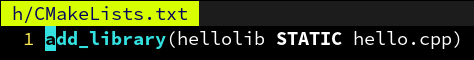 h/CMakeLists.txt
1 add_library(hellolib STATIC hello.cpp)